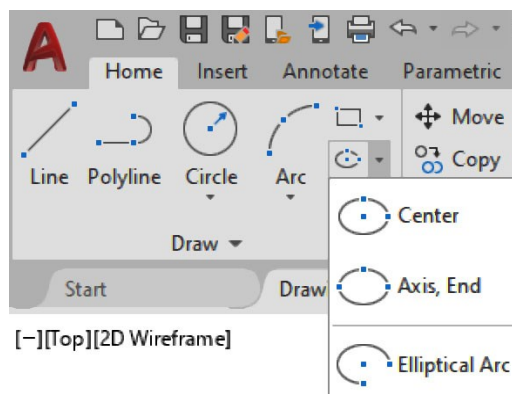 Home Insert Annotate Parametric
Move
Copy
Line Polyline Circle Arc
Draw
Center
Axis, End
Elliptical Arc
Start
[−][Top][2D Wireframe]